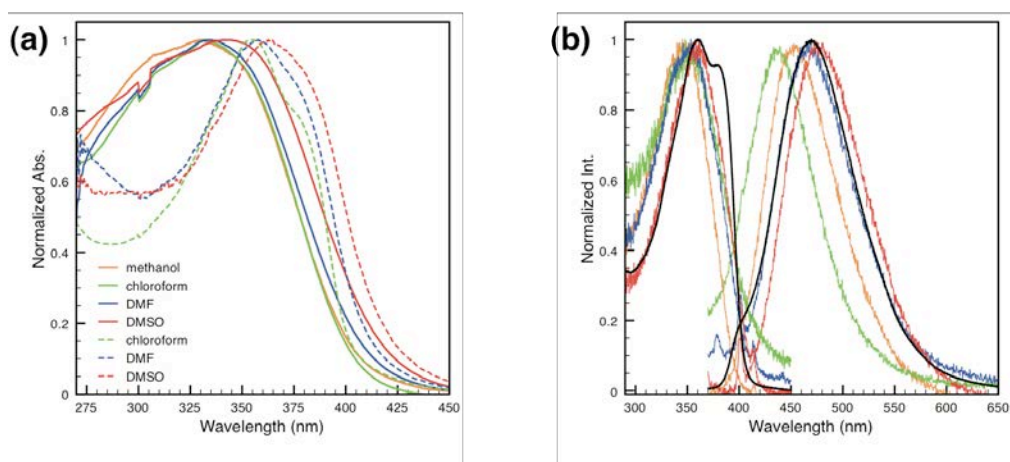 (a)
Normalized Abs.
1
0.8
0.6
0.4
0.2
0
methanol
chloroform
DMF
DMSO
chloroform
DMF
DMSO
275 300 325 350 375 400 425 450
Wavelength (nm)
(b)
Normalized Int.
1
0.8
0.6
0.4
0.2
0
290 350 400 450 500 550 600 650
Wavelength (nm)